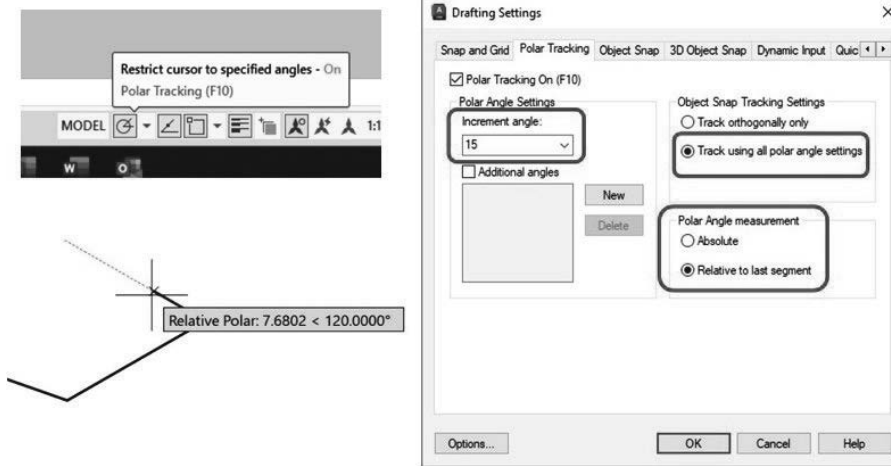 Restrict cursor to specified angles - On
Polar Tracking (F10)
MODEL
1:1
W
O
Relative Polar: 7.6802 < 120.0000°
A Drafting Settings
Snap and Grid Polar Tracking Object Snap 3D Object Snap Dynamic Input Quic
Polar Tracking On (F10)
Polar Angle Settings
Increment angle:
15
Additional angles
New
Delete
Object Snap Tracking Settings
Track orthogonally only
Track using all polar angle settings
Polar Angle measurement
Absolute
Relative to last segment
Options...
OK
Cancel
Help